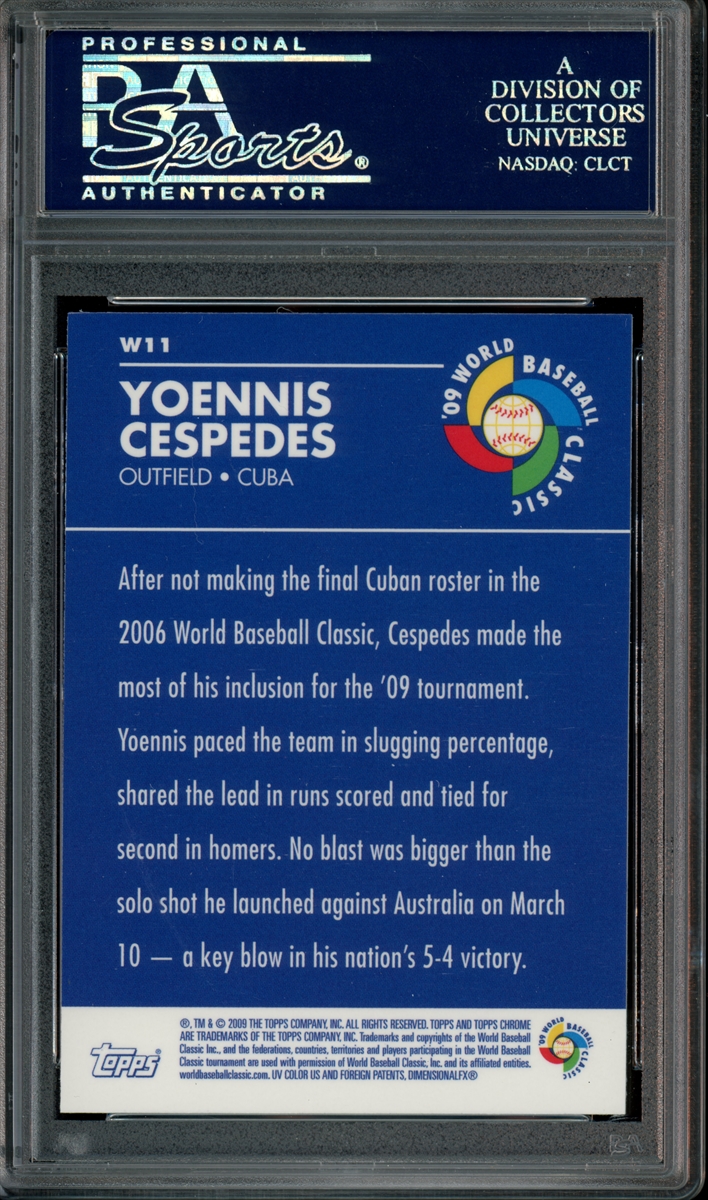 PROFESSIONAL
PSA
Sports®
AUTHENTICATOR
A
DIVISION OF
COLLECTORS
UNIVERSE
NASDAQ: CLCT
W11
YOENNIS
CESPEDES
OUTFIELD • CUBA
'09 WORLD BASEBALL CLASSIC
After not making the final Cuban roster in the
2006 World Baseball Classic, Cespedes made the
most of his inclusion for the '09 tournament.
Yoennis paced the team in slugging percentage,
shared the lead in runs scored and tied for
second in homers. No blast was bigger than the
solo shot he launched against Australia on March
10 — a key blow in his nation's 5-4 victory.
topps®
®, TM & © 2009 THE TOPPS COMPANY, INC. ALL RIGHTS RESERVED. TOPPS AND TOPPS CHROME
ARE TRADEMARKS OF THE TOPPS COMPANY, INC. Trademarks and copyrights of the World Baseball
Classic Inc., and the federations, countries, territories and players participating in the World Baseball
Classic tournament are used with permission of World Baseball Classic, Inc. and its affiliated entities.
worldbaseballclassic.com. UV COLOR US AND FOREIGN PATENTS, DIMENSIONALFX®
'09 WORLD BASEBALL CLASSIC
PSA